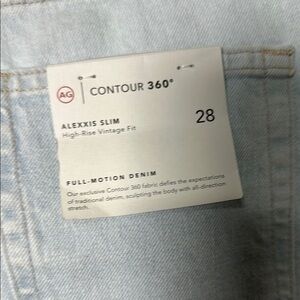 AG CONTOUR 360°
ALEXXIS SLIM 28
High-Rise Vintage Fit
FULL-MOTION DENIM
Our exclusive Contour 360 fabric defies the expectations
of traditional denim, sculpting the body with all-direction
stretch.